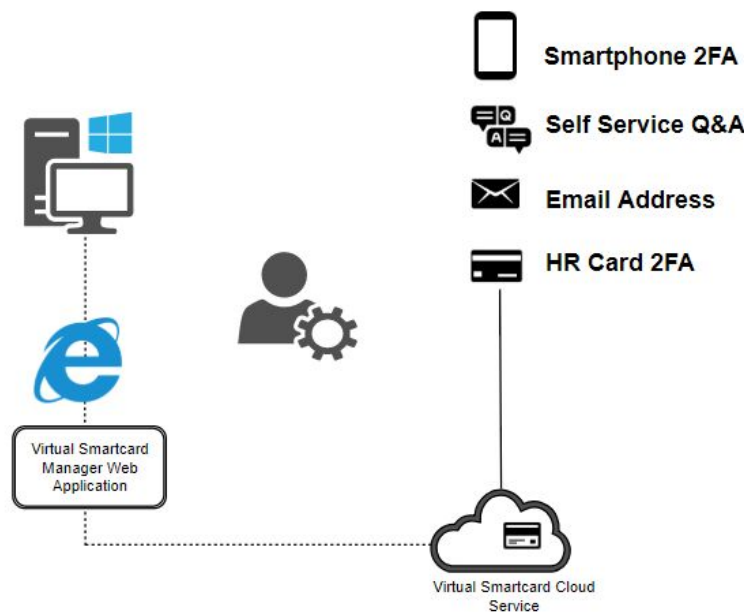 Smartphone 2FA
Q
A
Self Service Q&A
Email Address
HR Card 2FA
Virtual Smartcard
Manager Web
Application
Virtual Smartcard Cloud
Service